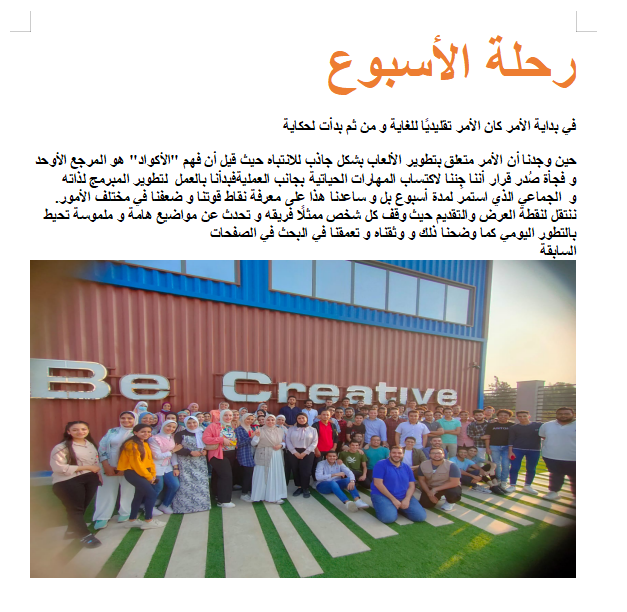 رحلة الأسبوع
في بداية الأمر كان الأمر تقليديًا للغاية و من ثم بدأت لحكاية
حين وجدنا أن الأمر متعلق بتطوير الألعاب بشكل جاذب للانتباه حيث قيل أن فهم "الأكواد" هو المرجع الأوحد
و فجأة صُدر قرار أننا جِننا لاكتساب المهارات الحياتية بجانب العمليةفبدأنا بالعمل لتطوير المبرمج لذاته
و الجماعي الذي استمر لمدة أسبوع بل و ساعدنا هذا على معرفة نقاط قوتنا و ضعفنا في مختلف الأمور.
ننتقل لنقطة العرض والتقديم حيث وقف كل شخص ممثلًا فريقه و تحدث عن مواضيع هامة و ملموسة تحيط
بالتطور اليومي كما وضحنا ذلك و وثقناه و تعمقنا في البحث في الصفحات
السابقة
Be Creative